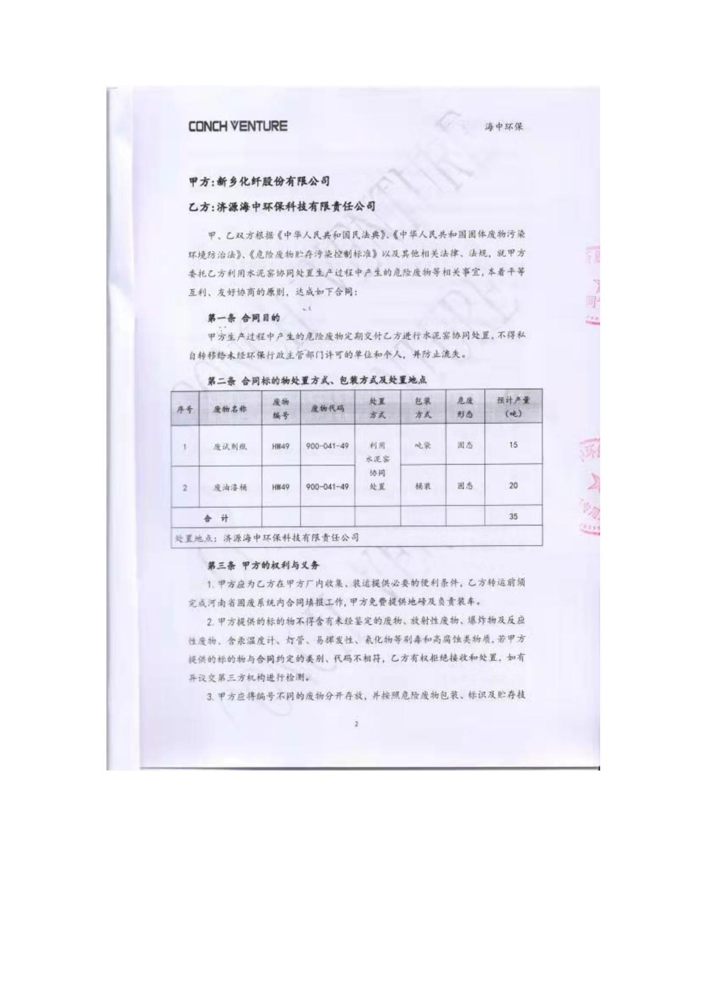 CONCH VENTURE 海中环保
甲方:新乡化纤股份有限公司
乙方:济源海中环保科技有限责任公司
甲、乙双方根据《中华人民共和国民法典》、《中华人民共和国固体废物污染
环境防治法》、《危险废物贮存污染控制标准》以及其他相关法律、法规，就甲方
委托乙方利用水泥窑协同处置生产过程中产生的危险废物等相关事宜,本着平等
互利、友好协商的原则，达成如下合同：
第一条 合同目的
甲方生产过程中产生的危险废物定期交付乙方进行水泥窑协同处置,不得私
自转移给未经环保行政主管部门许可的单位和个人，并防止流失。
第二条 合同标的物处置方式、包装方式及处置地点
序号 废物名称 废物编号 废物代码 处置方式 包装方式 危废形态 预计产量（吨）
1 废试剂瓶 HW49 900-041-49 利用水泥窑协同处置 吨袋 固态 15
2 废油漆桶 HW49 900-041-49 桶装 固态 20
合 计 35
处置地点：济源海中环保科技有限责任公司
第三条 甲方的权利与义务
1.甲方应为乙方在甲方厂内收集、装运提供必要的便利条件，乙方转运前须
完成河南省固废系统内合同填报工作,甲方免费提供地磅及负责装车。
2.甲方提供的标的物不得含有未经鉴定的废物、放射性废物、爆炸物及反应
性废物、含汞温度计、灯管、易挥发性、氰化物等剧毒和高腐蚀类物质,若甲方
提供的标的物与合同约定的类别、代码不相符，乙方有权拒绝接收和处置，如有
异议交第三方机构进行检测。
3.甲方应将编号不同的废物分开存放，并按照危险废物包装、标识及贮存技
2